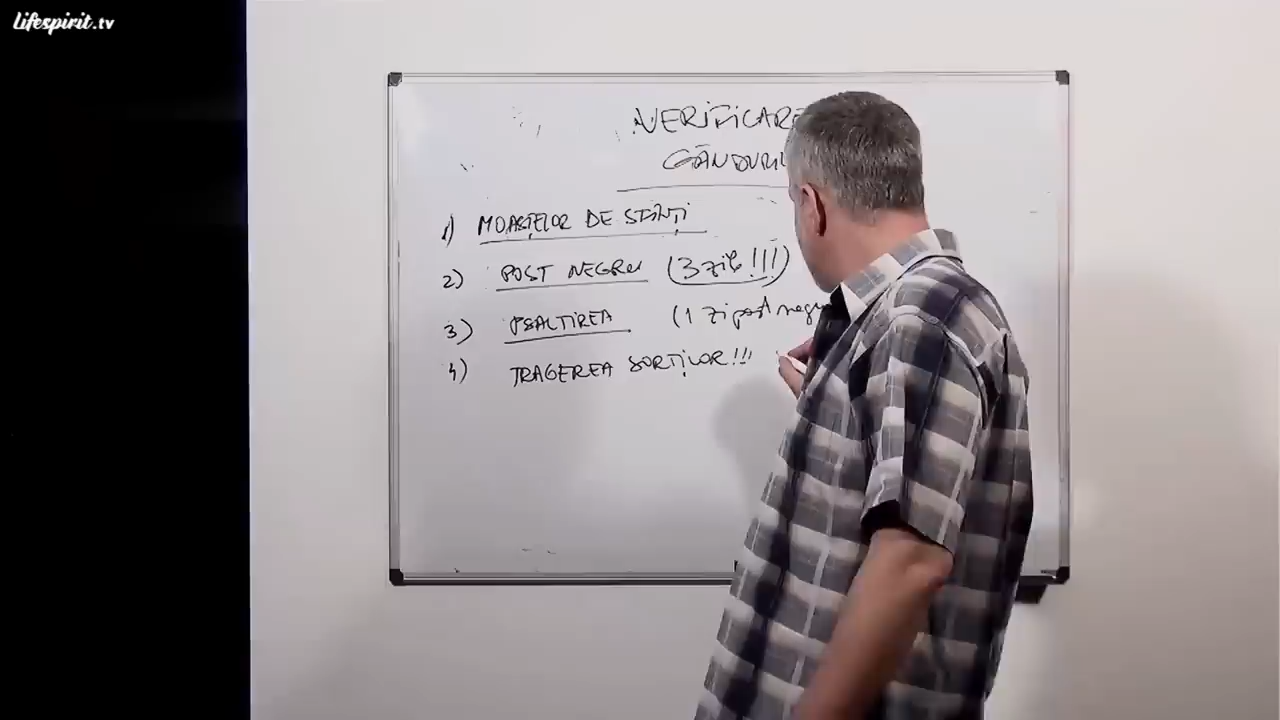 Lifespirit.tv
VERIFICARE
GÂNDURI
1) MOAȘTELOR DE SFINȚI
2) POST NEGRU (3 zile !!!)
3) PSALTIREA (1 zi post negru
4) TRAGEREA SORȚILOR!!!